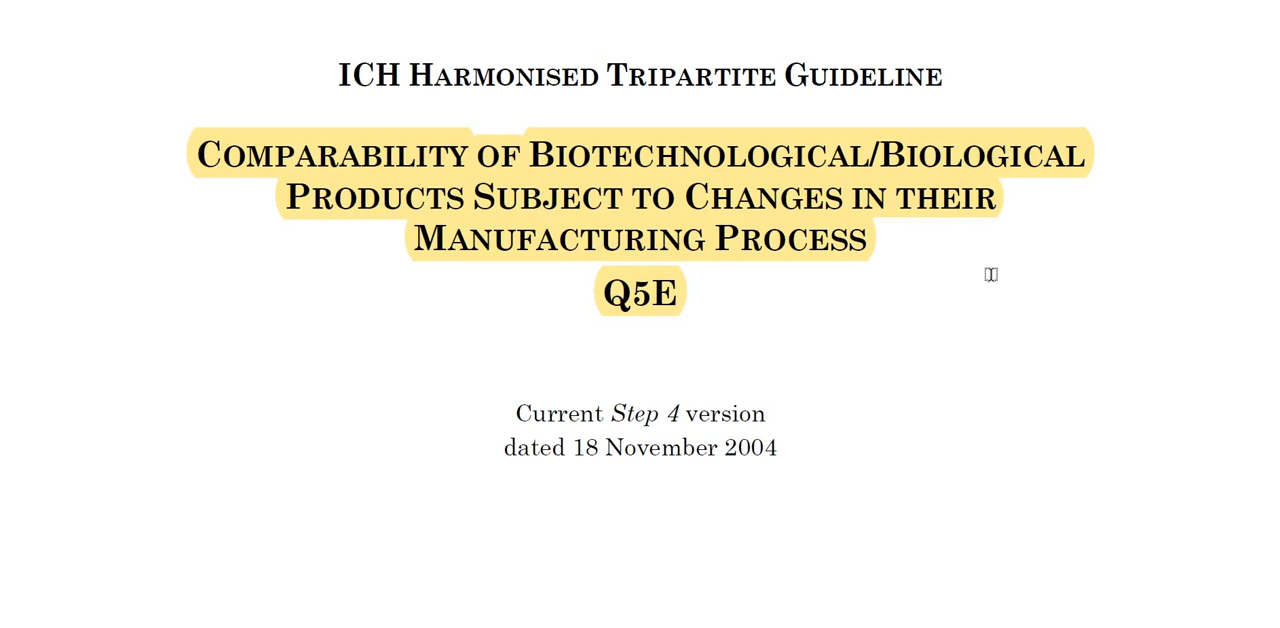 ICH HARMONISED TRIPARTITE GUIDELINE
COMPARABILITY OF BIOTECHNOLOGICAL/BIOLOGICAL
PRODUCTS SUBJECT TO CHANGES IN THEIR
MANUFACTURING PROCESS
Q5E
Current Step 4 version
dated 18 November 2004